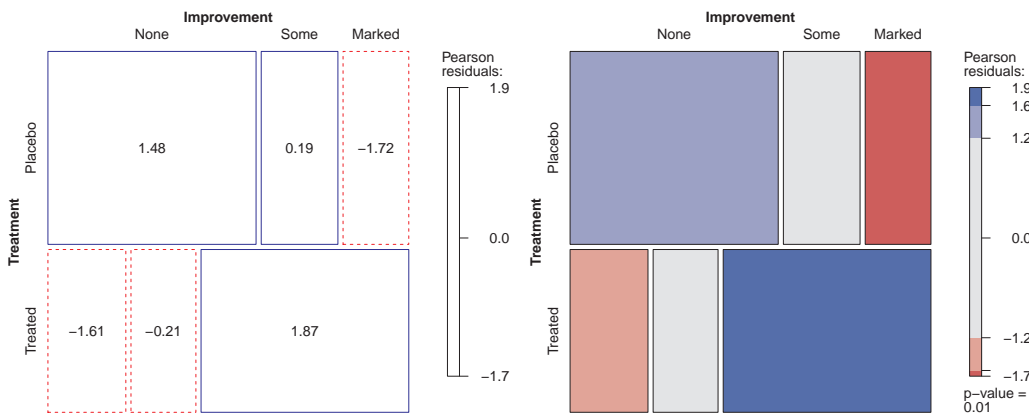 Improvement
None Some Marked
Treatment
Placebo
Treated
1.48 0.19 −1.72
−1.61 −0.21 1.87
Pearson
residuals:
1.9
0.0
−1.7
Improvement
None Some Marked
Treatment
Placebo
Treated
Pearson
residuals:
1.9
1.6
1.2
0.0
−1.2
−1.7
p−value =
0.01